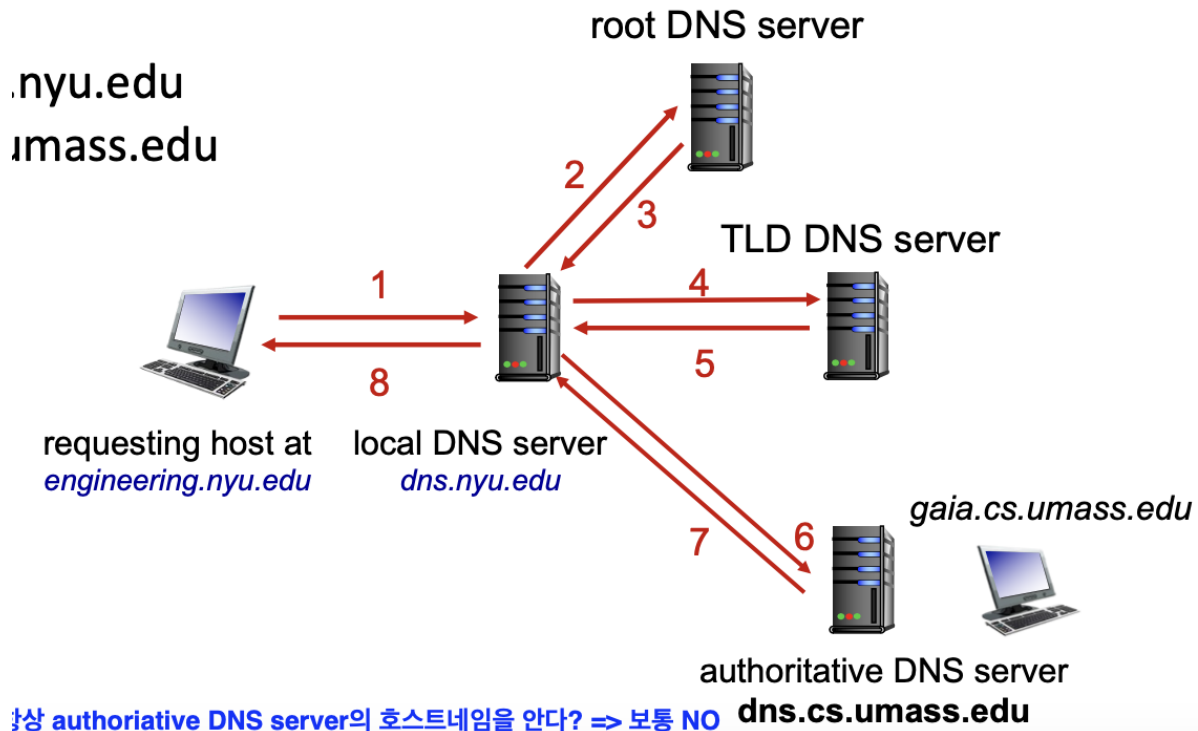 root DNS server
.nyu.edu
umass.edu
2
3
TLD DNS server
1
4
5
8
requesting host at
engineering.nyu.edu
local DNS server
dns.nyu.edu
gaia.cs.umass.edu
6
7
authoritative DNS server
dns.cs.umass.edu
authoriative DNS server의 호스트네임을 안다? => 보통 NO